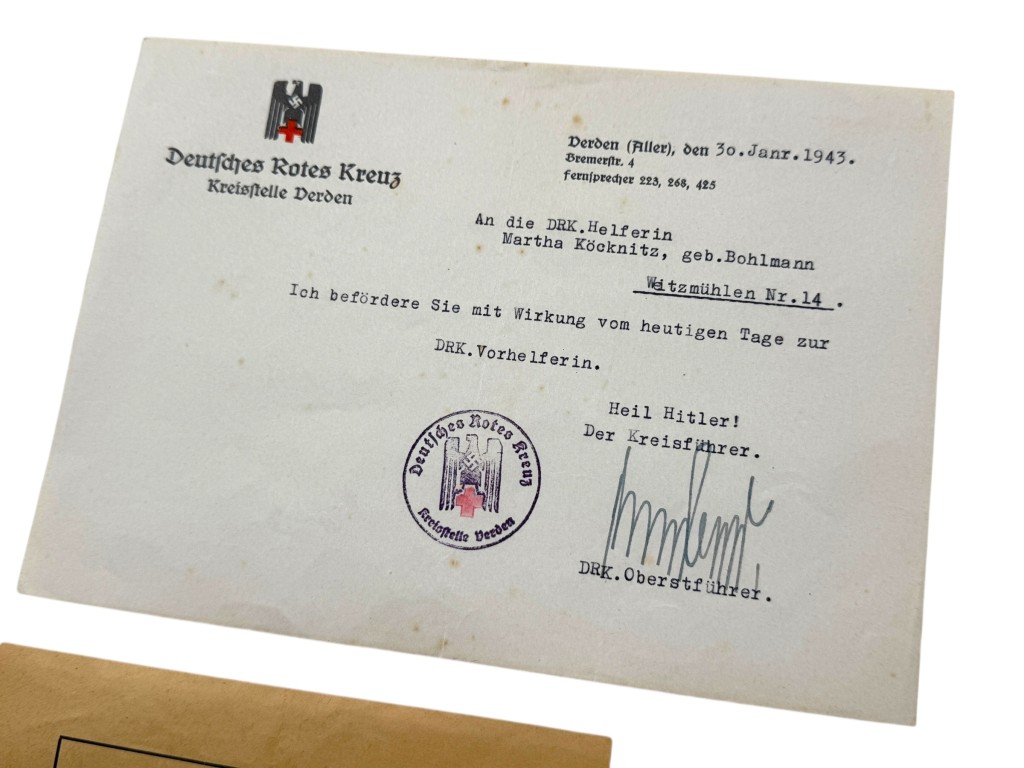 Deutsches Rotes Kreuz
Kreisstelle Verden
Verden (Aller), den 30. Janr. 1943.
Bremerstr. 4
Fernsprecher 223, 268, 425
An die DRK.Helferin
Martha Köcknitz, geb.Bohlmann
Weitzmühlen Nr.14 .
Ich befördere Sie mit Wirkung vom heutigen Tage zur
DRK.Vorhelferin.
Heil Hitler!
Der Kreisführer.
DRK.Oberstführer.
Deutsches Rotes Kreuz
Kreisstelle Verden